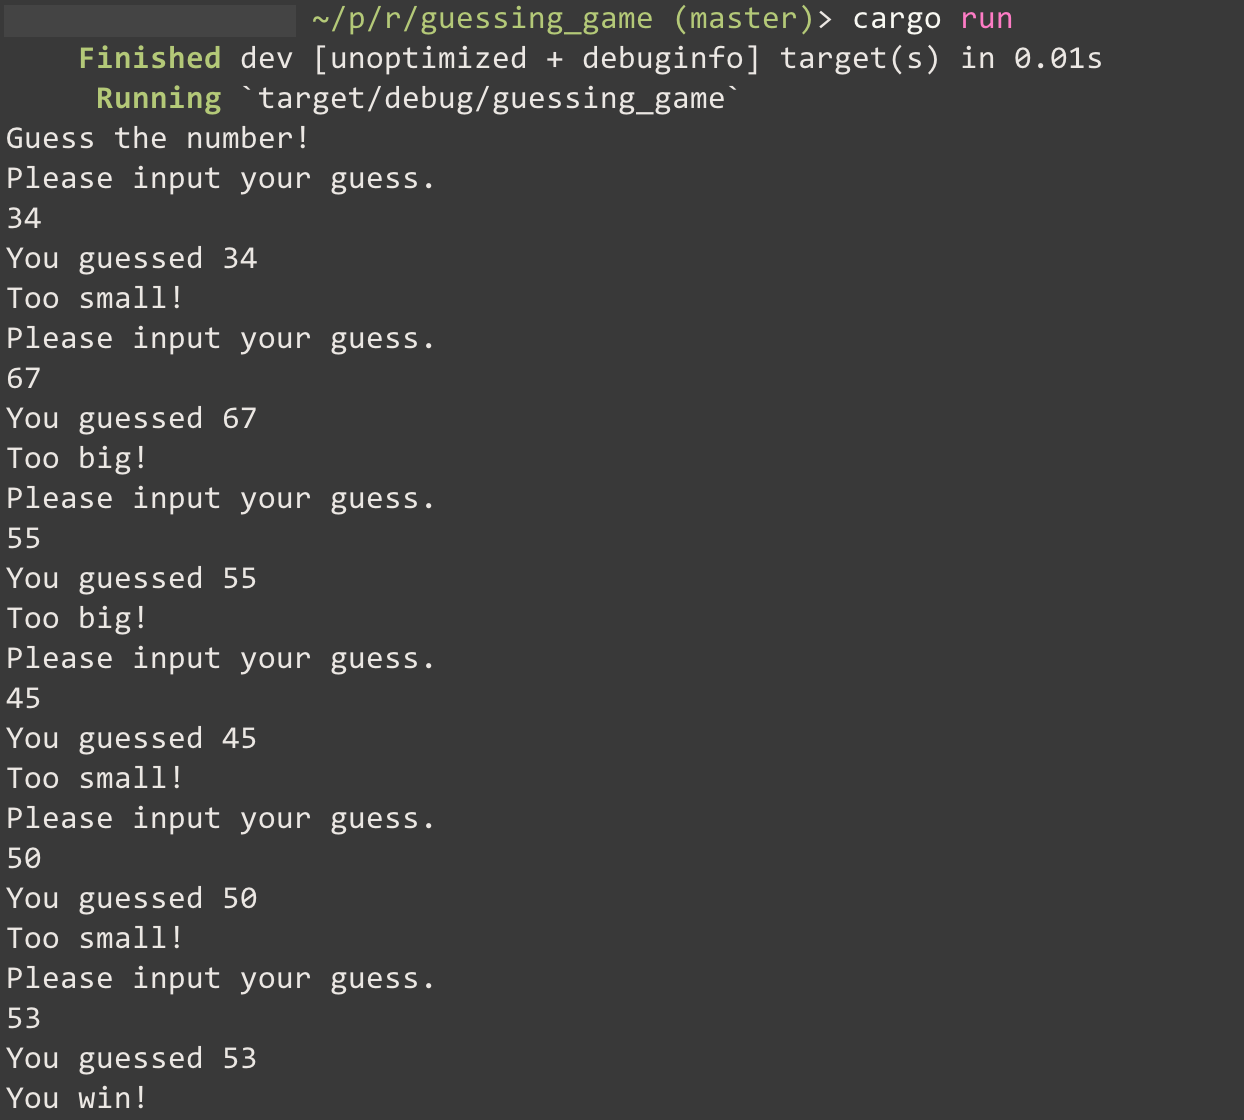 ~/p/r/guessing_game (master)> cargo run
Finished dev [unoptimized + debuginfo] target(s) in 0.01s
Running `target/debug/guessing_game`
Guess the number!
Please input your guess.
34
You guessed 34
Too small!
Please input your guess.
67
You guessed 67
Too big!
Please input your guess.
55
You guessed 55
Too big!
Please input your guess.
45
You guessed 45
Too small!
Please input your guess.
50
You guessed 50
Too small!
Please input your guess.
53
You guessed 53
You win!